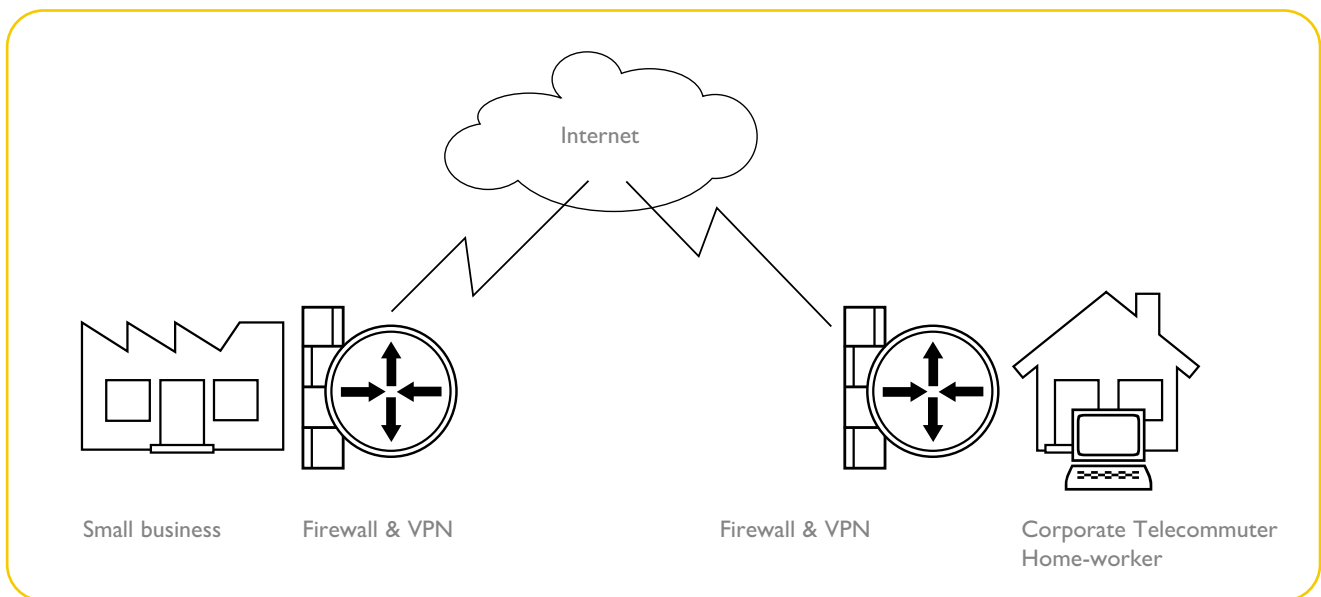 Internet
Small business
Firewall & VPN
Firewall & VPN
Corporate Telecommuter
Home-worker